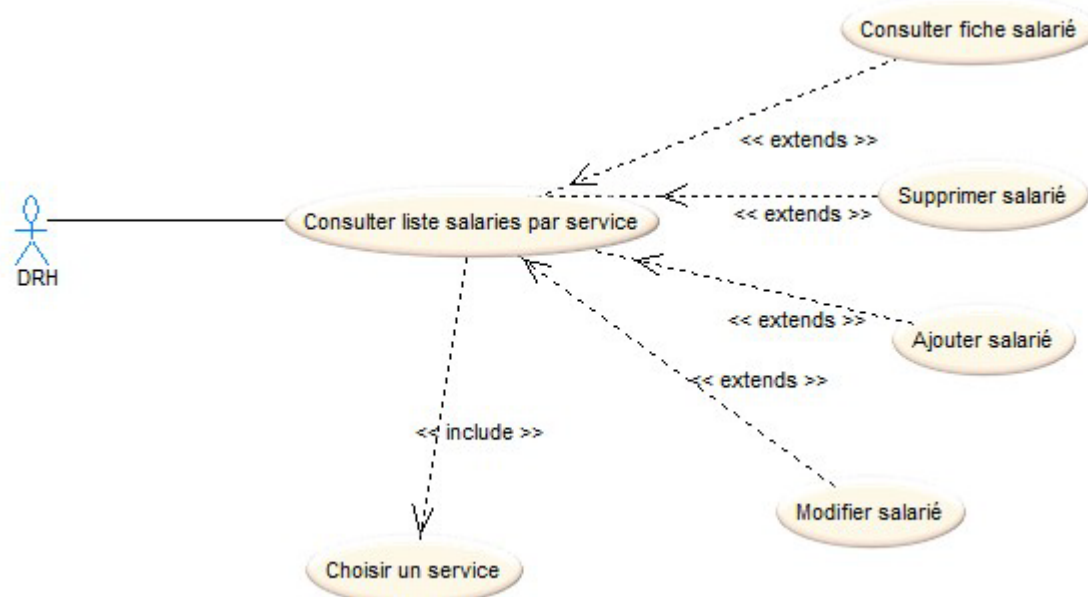 Consulter fiche salarié
<< extends >>
Supprimer salarié
<< extends >>
Consulter liste salaries par service
DRH
<< extends >>
Ajouter salarié
<< extends >>
<< include >>
Modifier salarié
Choisir un service